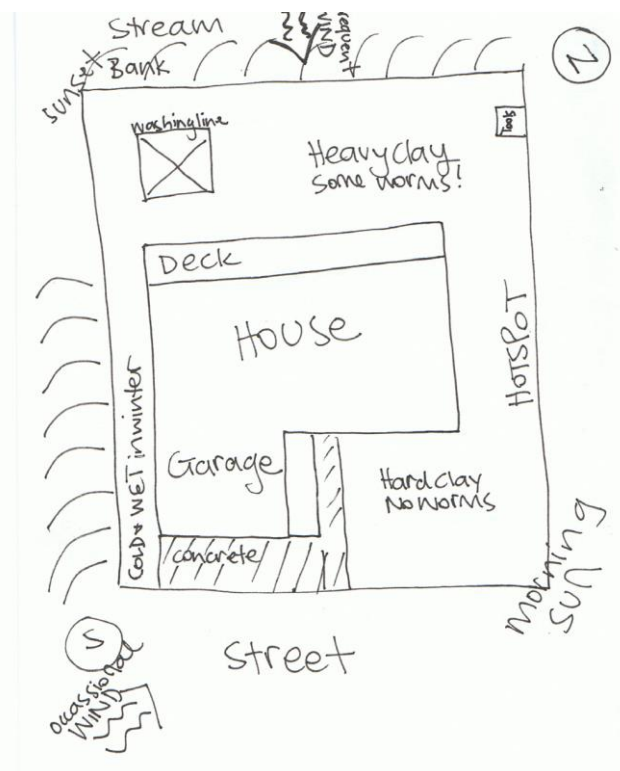 Stream
Bank
sunset
frequent
WIND
N
washingline
Tools
Heavy clay
some worms!
Deck
House
HOTSPOT
COLD & WET in winter
Garage
Hard clay
No worms
concrete
morning
SUN
S
Street
occassional
WIND